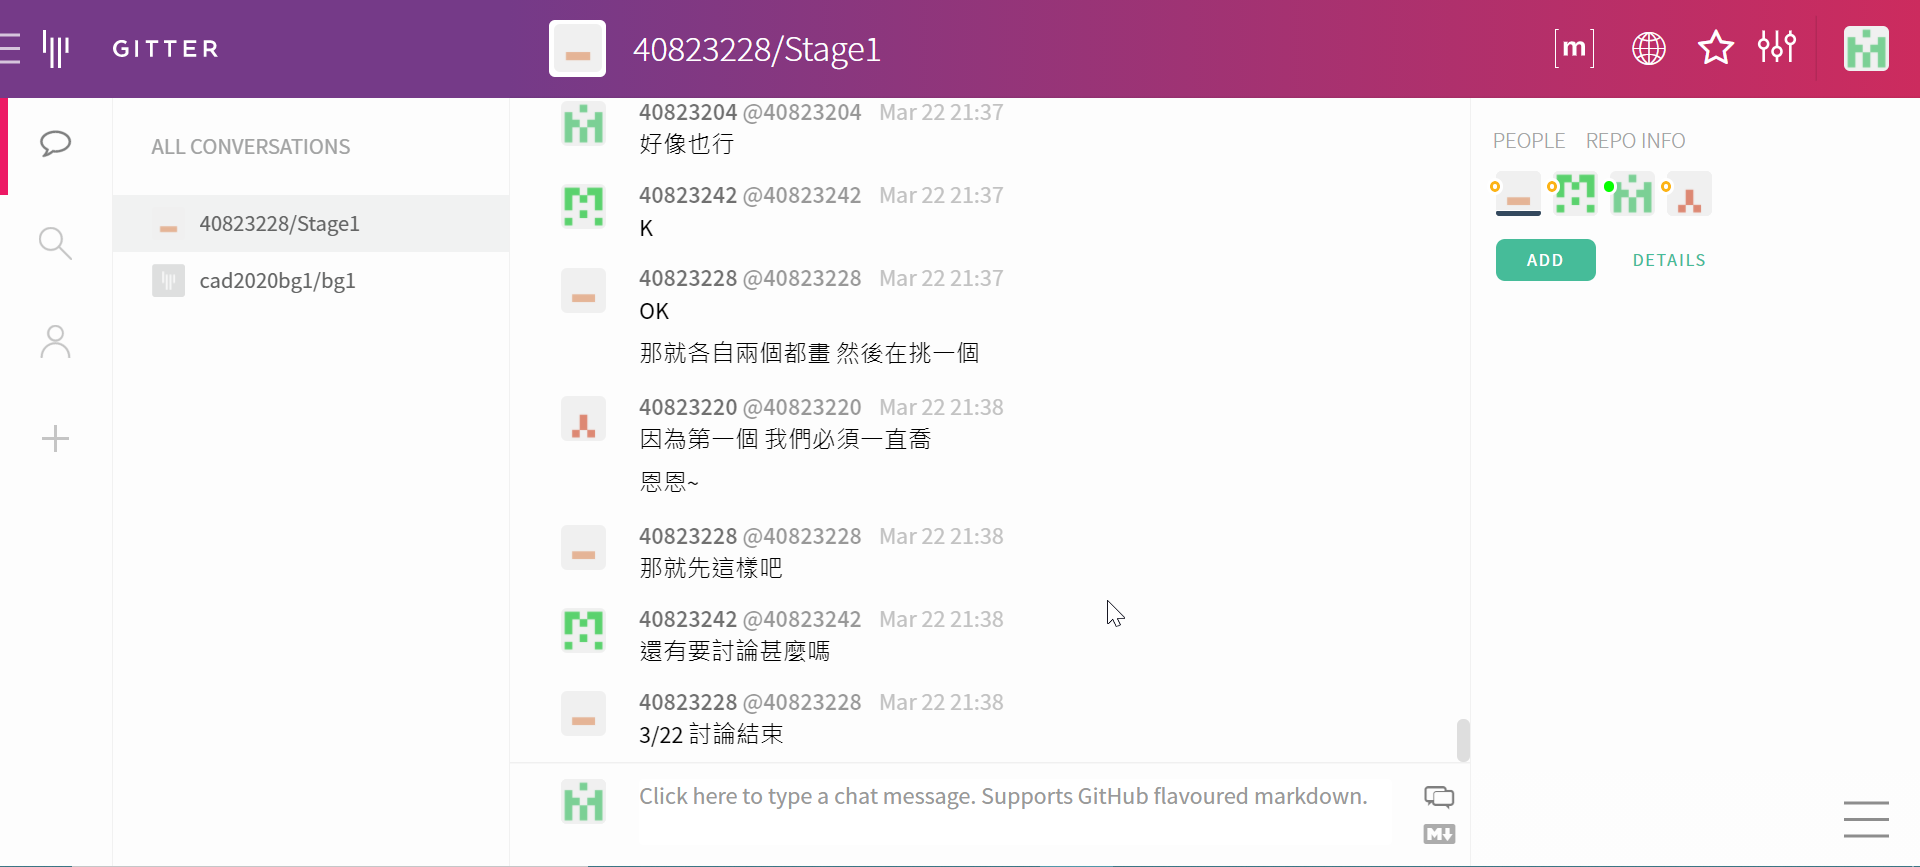 GITTER
40823228/Stage1
[m]
ALL CONVERSATIONS
40823228/Stage1
cad2020bg1/bg1
40823204 @40823204 Mar 22 21:37
好像也行
40823242 @40823242 Mar 22 21:37
K
40823228 @40823228 Mar 22 21:37
OK
那就各自兩個都畫 然後在挑一個
40823220 @40823220 Mar 22 21:38
因為第一個 我們必須一直喬
恩恩~
40823228 @40823228 Mar 22 21:38
那就先這樣吧
40823242 @40823242 Mar 22 21:38
還有要討論甚麼嗎
40823228 @40823228 Mar 22 21:38
3/22 討論結束
Click here to type a chat message. Supports GitHub flavoured markdown.
M
PEOPLE REPO INFO
ADD DETAILS